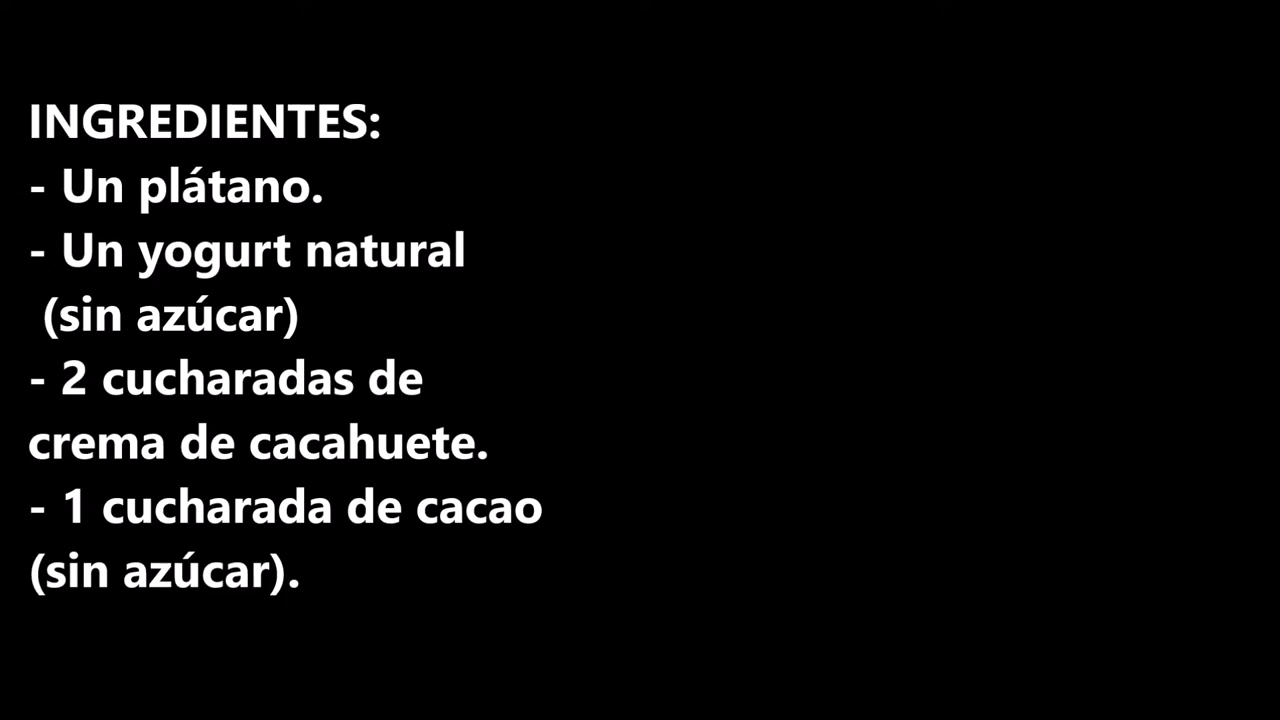 INGREDIENTES:
- Un plátano.
- Un yogurt natural
(sin azúcar)
- 2 cucharadas de
crema de cacahuete.
- 1 cucharada de cacao
(sin azúcar).